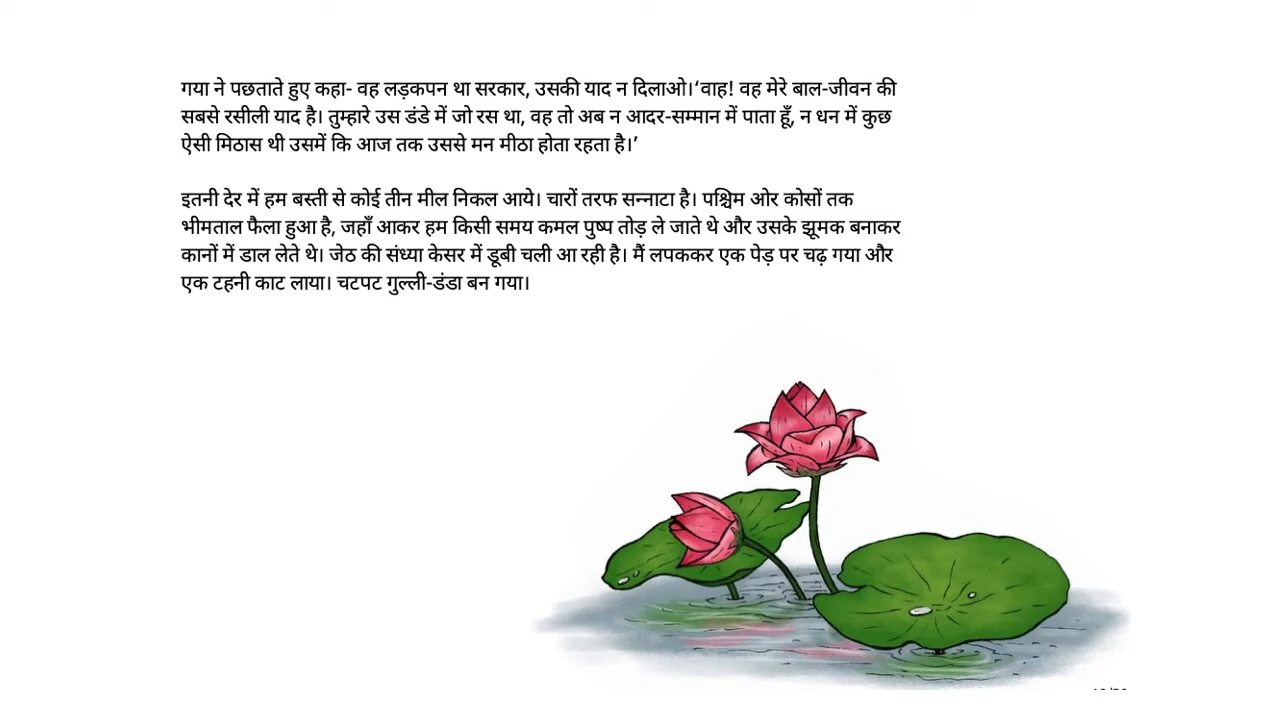 गया ने पछताते हुए कहा- वह लड़कपन था सरकार, उसकी याद न दिलाओ।‘वाह! वह मेरे बाल-जीवन की
सबसे रसीली याद है। तुम्हारे उस डंडे में जो रस था, वह तो अब न आदर-सम्मान में पाता हूँ, न धन में कुछ
ऐसी मिठास थी उसमें कि आज तक उससे मन मीठा होता रहता है।’
इतनी देर में हम बस्ती से कोई तीन मील निकल आये। चारों तरफ सन्नाटा है। पश्चिम ओर कोसों तक
भीमताल फैला हुआ है, जहाँ आकर हम किसी समय कमल पुष्प तोड़ ले जाते थे और उसके झूमक बनाकर
कानों में डाल लेते थे। जेठ की संध्या केसर में डूबी चली आ रही है। मैं लपककर एक पेड़ पर चढ़ गया और
एक टहनी काट लाया। चटपट गुल्ली-डंडा बन गया।